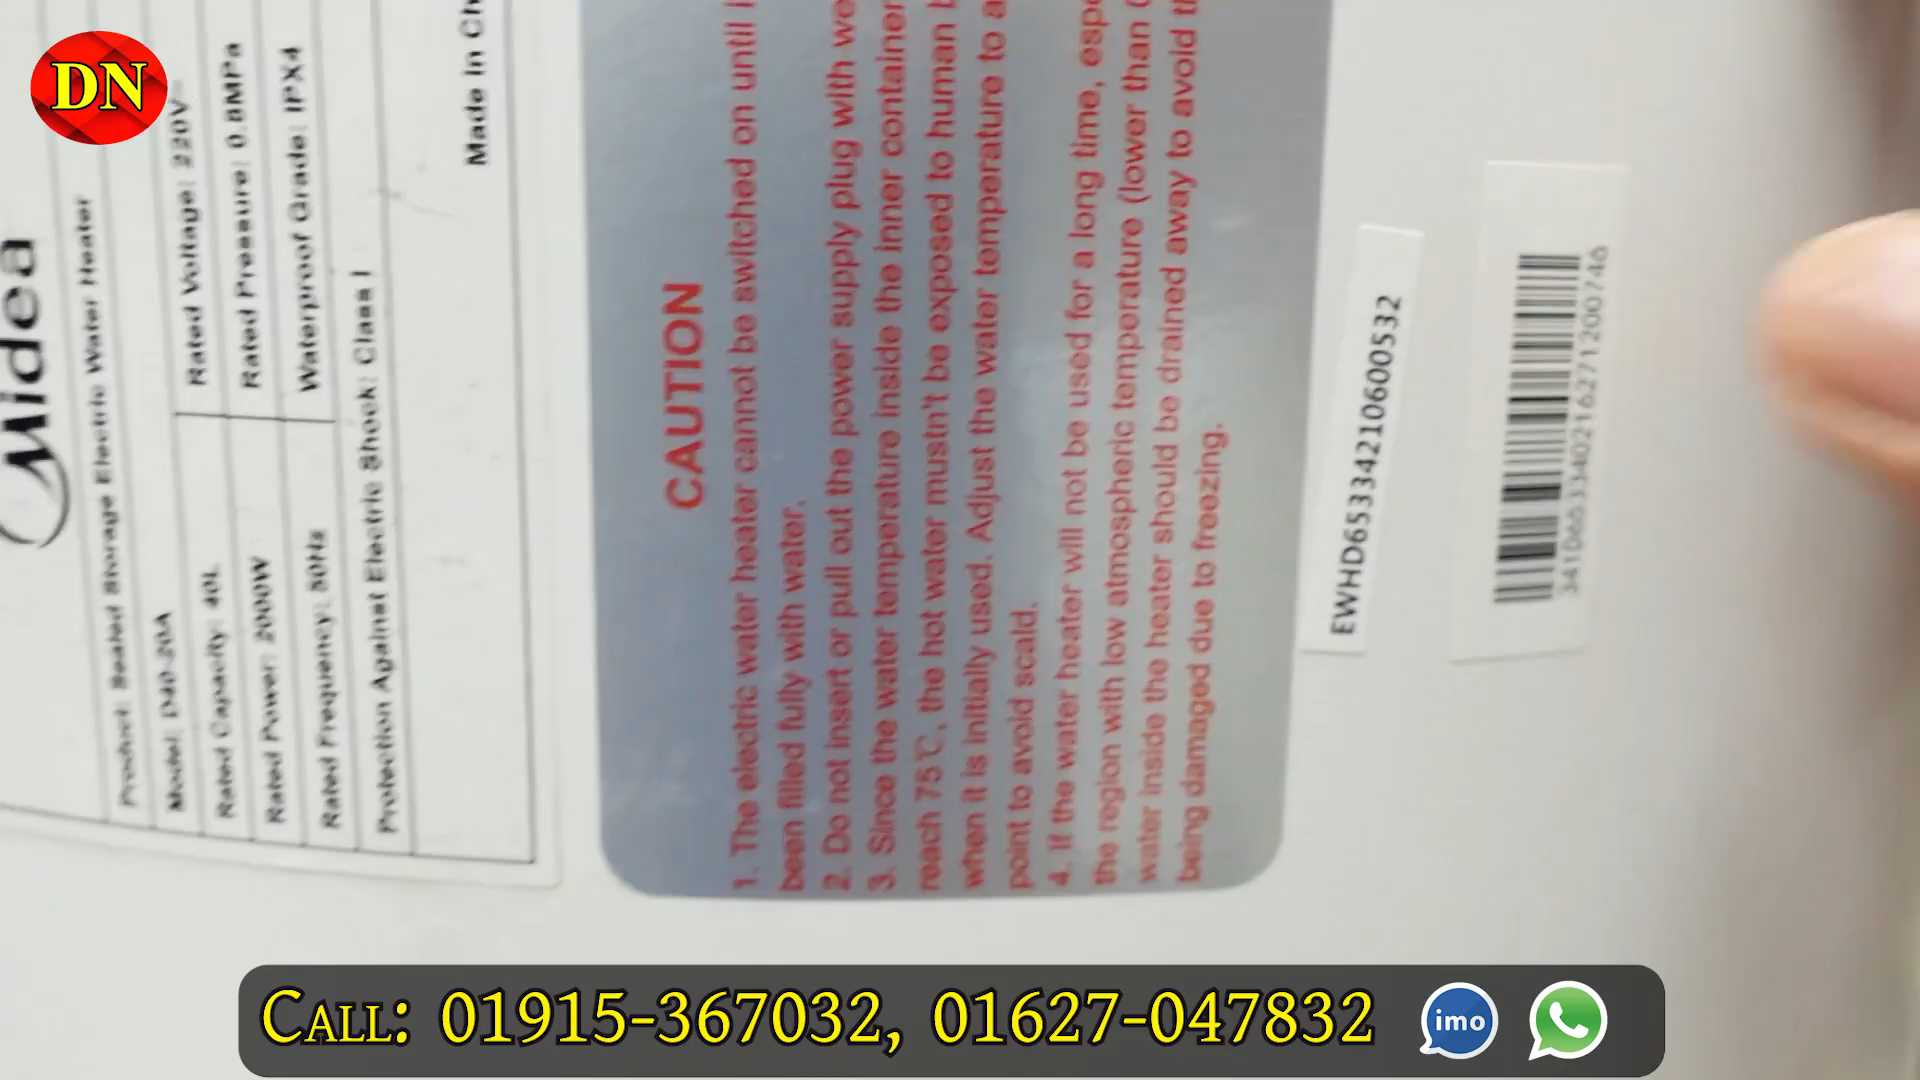 DN
Midea
Product: Sealed Storage Electric Water Heater
Model: D40-20A
Rated Capacity: 40L Rated Voltage: 220V
Rated Power: 2000W Rated Pressure: 0.8MPa
Rated Frequency: 50Hz Waterproof Grade: IPX4
Protection Against Electric Shock: Class I
Made in Ch
CAUTION
1. The electric water heater cannot be switched on until
been filled fully with water.
2. Do not insert or pull out the power supply plug with we
3. Since the water temperature inside the inner container
reach 75℃, the hot water mustn't be exposed to human b
when it is initially used. Adjust the water temperature to a
point to avoid scald.
4. If the water heater will not be used for a long time, espe
the region with low atmospheric temperature (lower than 0
water inside the heater should be drained away to avoid th
being damaged due to freezing.
EWHD6533421060053​2
341D653340216271200746
CALL: 01915-367032, 01627-047832
imo